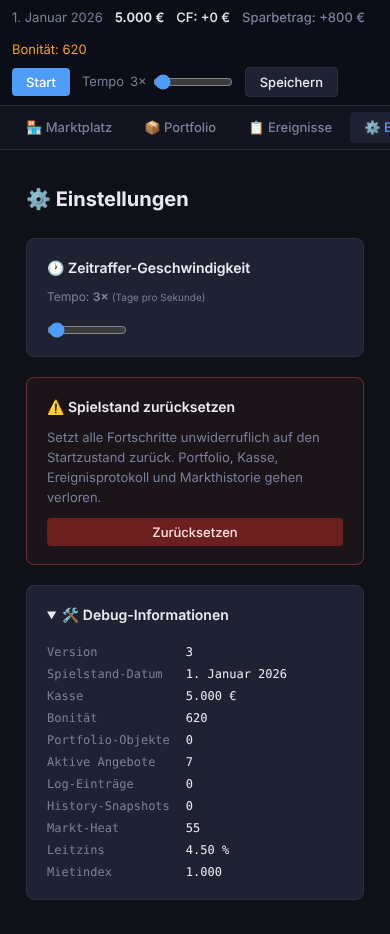 1. Januar 2026 5.000 € CF: +0 € Sparbetrag: +800 €
Bonität: 620
Start Tempo 3× Speichern
🏪 Marktplatz 📦 Portfolio 📋 Ereignisse ⚙️ E
⚙️ Einstellungen
🕐 Zeitraffer-Geschwindigkeit
Tempo: 3× (Tage pro Sekunde)
⚠️ Spielstand zurücksetzen
Setzt alle Fortschritte unwiderruflich auf den
Startzustand zurück. Portfolio, Kasse,
Ereignisprotokoll und Markthistorie gehen
verloren.
Zurücksetzen
▼ 🛠️ Debug-Informationen
Version 3
Spielstand-Datum 1. Januar 2026
Kasse 5.000 €
Bonität 620
Portfolio-Objekte 0
Aktive Angebote 7
Log-Einträge 0
History-Snapshots 0
Markt-Heat 55
Leitzins 4.50 %
Mietindex 1.000